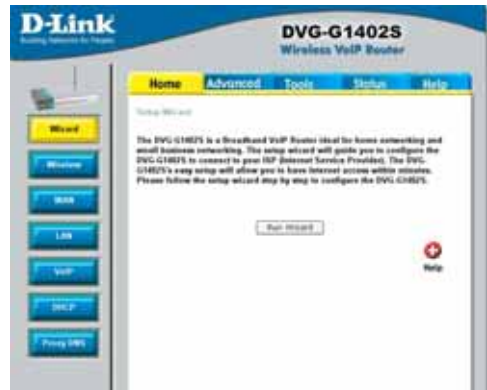 D-Link
Building Networks for People
DVG-G1402S
Wireless VoIP Router
Home Advanced Tools Status Help
Setup Wizard
Wizard
Wireless
WAN
LAN
VoIP
DHCP
Proxy DNS
The DVG-G1402S is a Broadband VoIP Router ideal for home networking and
small business networking. The setup wizard will guide you to configure the
DVG-G1402S to connect to your ISP (Internet Service Provider). The DVG-
G1402S's easy setup will allow you to have Internet access within minutes.
Please follow the setup wizard step by step to configure the DVG-G1402S.
Run Wizard
Help